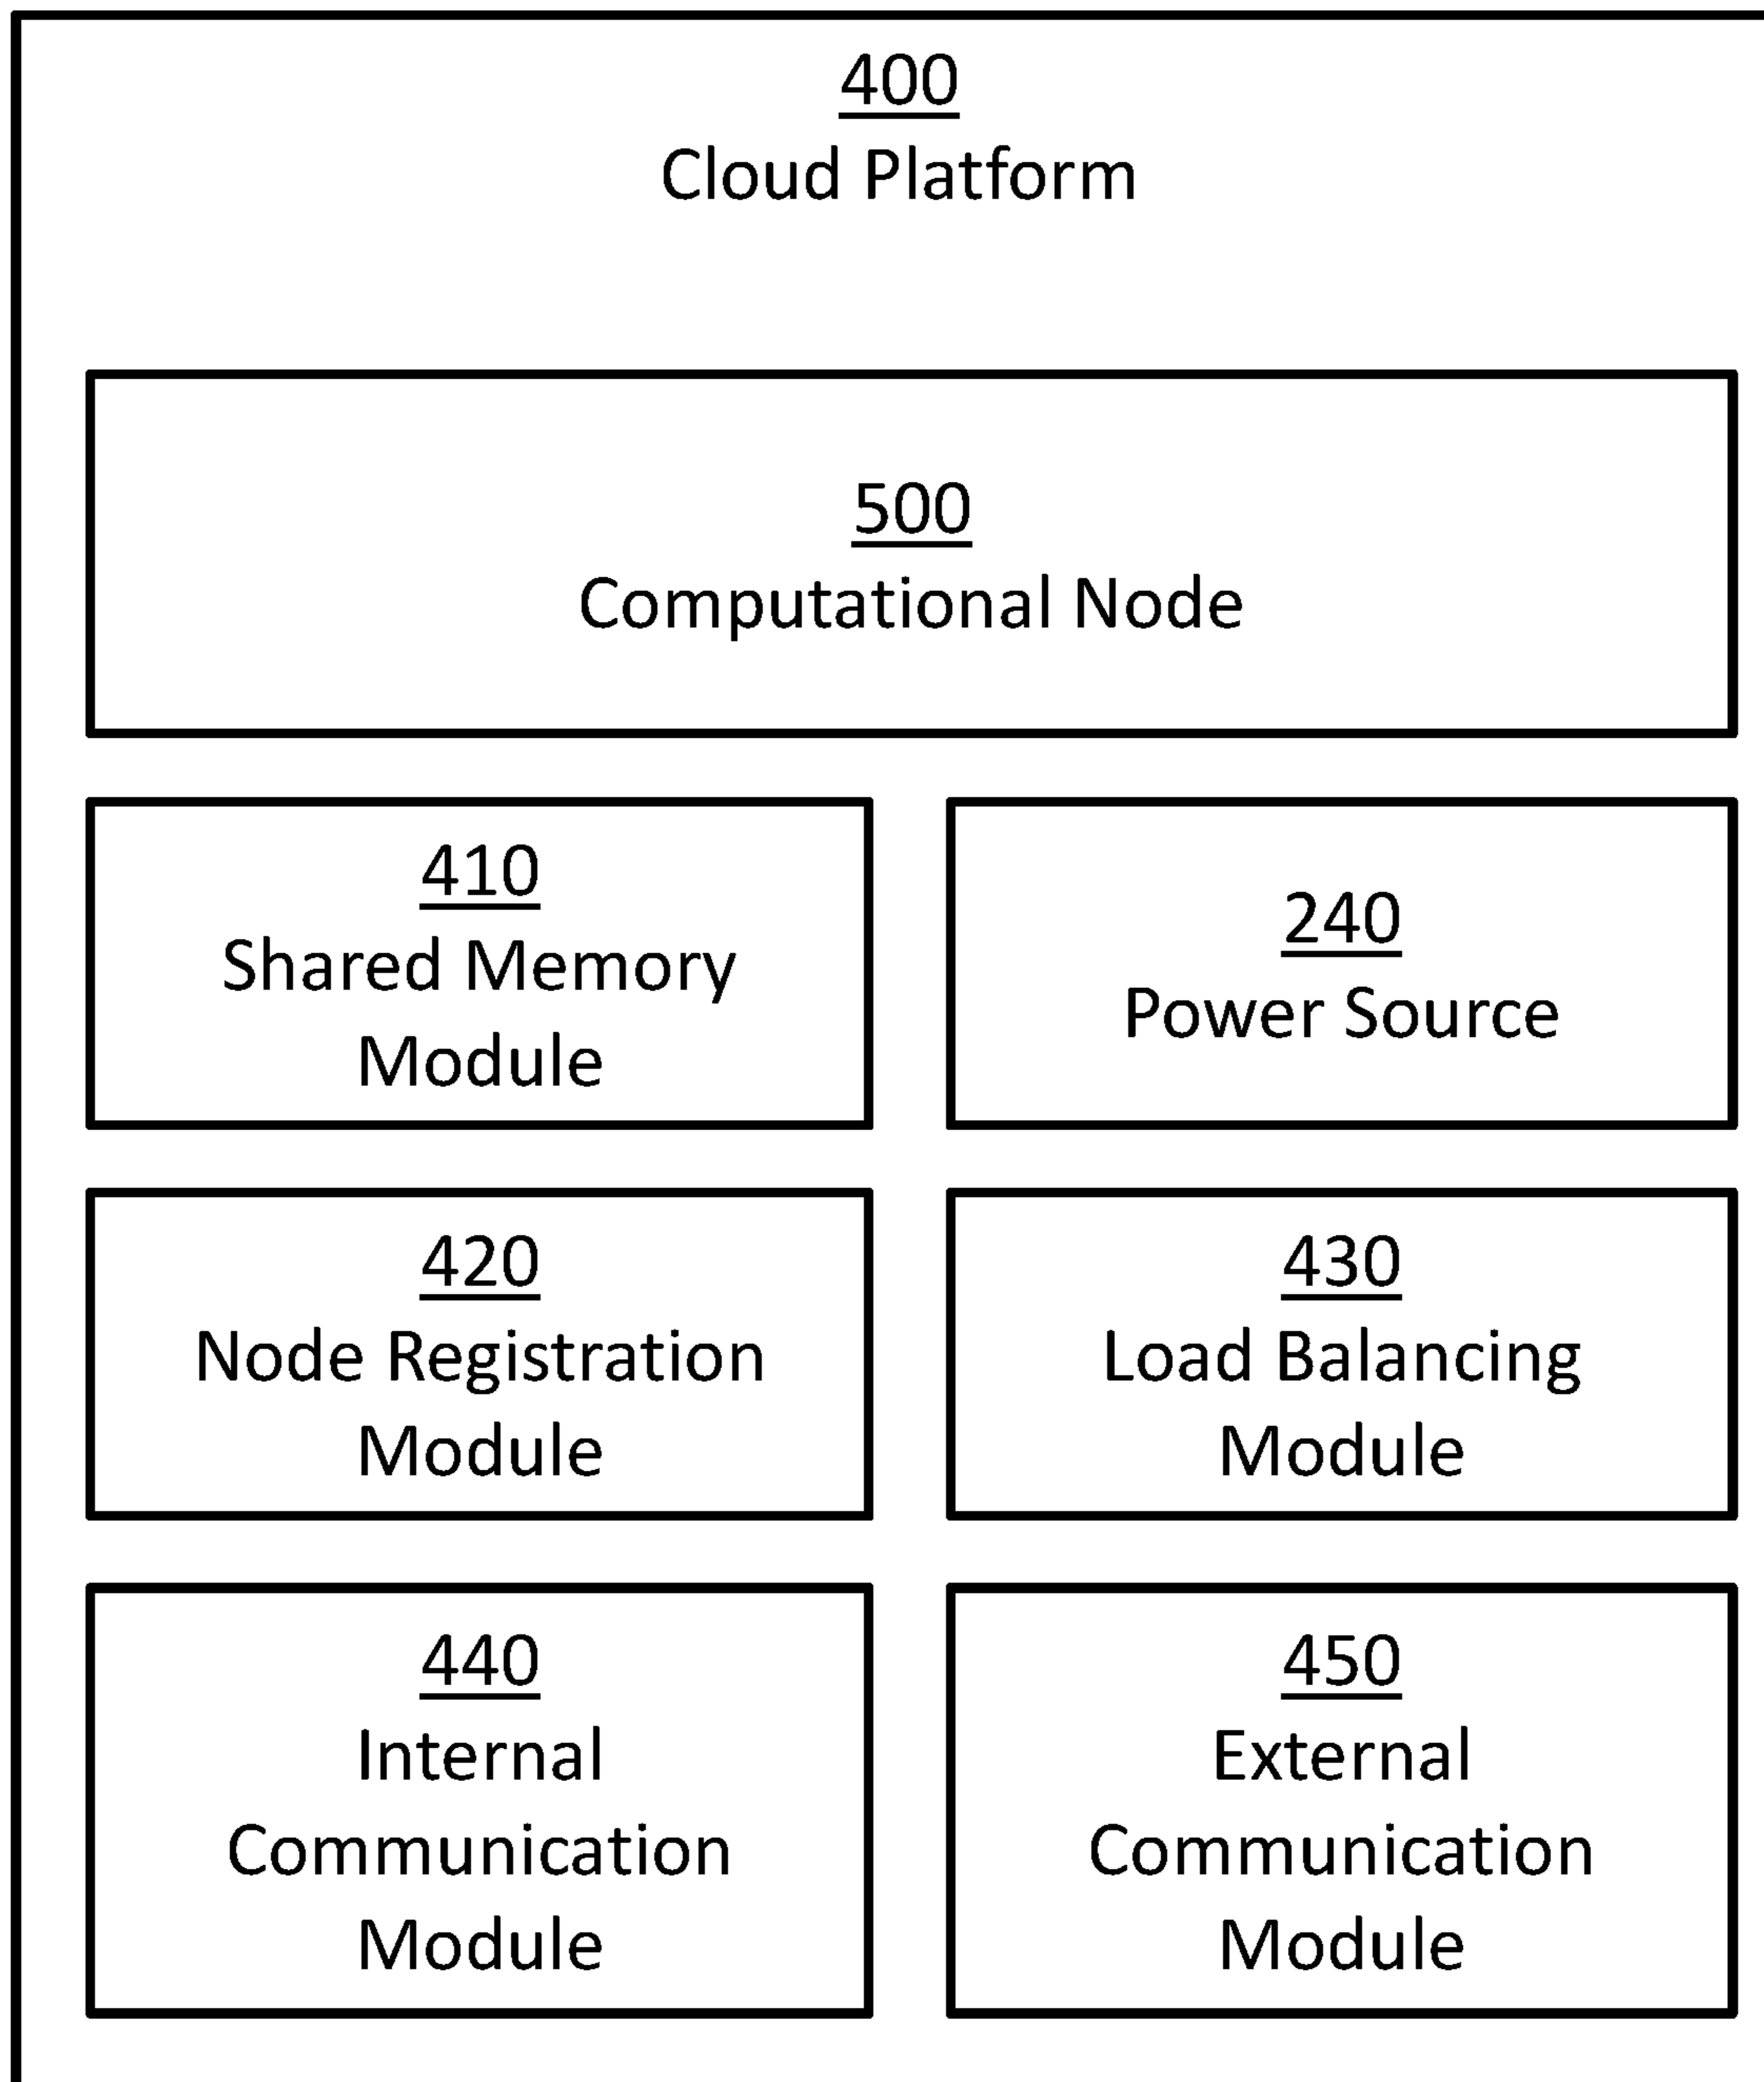 400
Cloud Platform
500
Computational Node
410
Shared Memory
Module
240
Power Source
420
Node Registration
Module
430
Load Balancing
Module
440
Internal
Communication
Module
450
External
Communication
Module